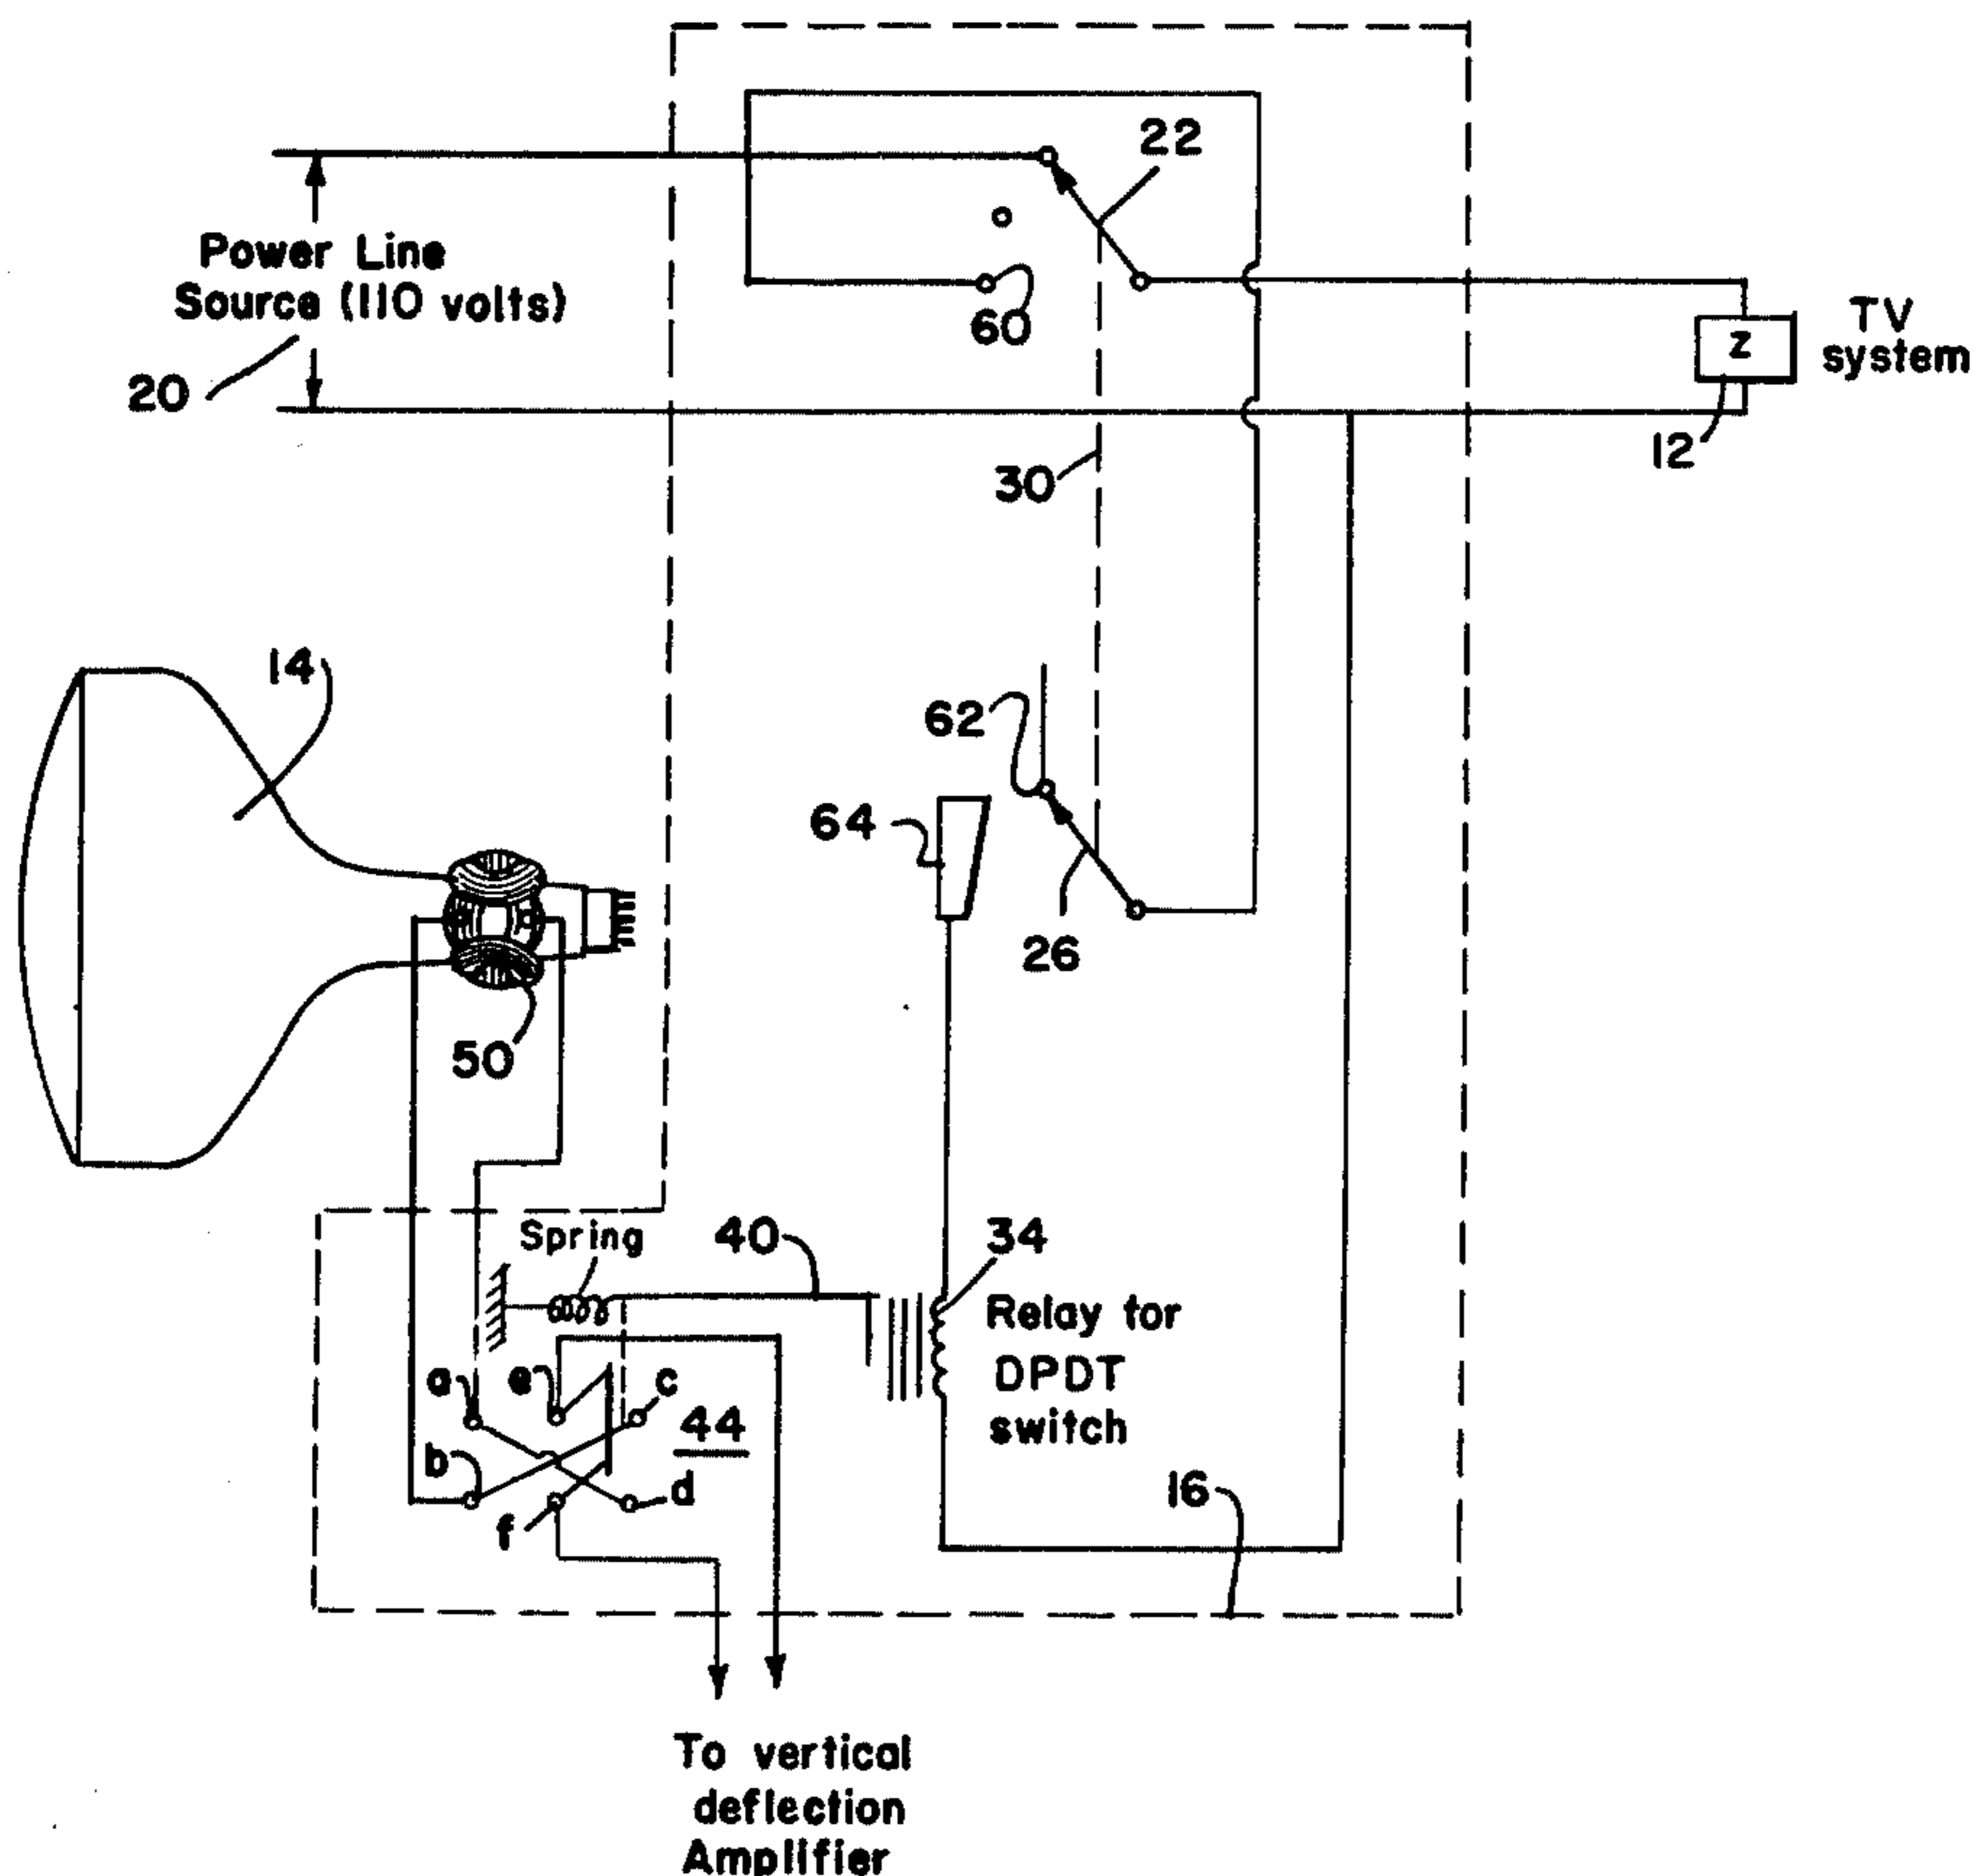 22
Power Line
Source (110 volts)
20
60
TV
system
Z
12
30
14
62
64
26
50
Spring
40
34
Relay for
DPDT
switch
a
e
c
44
b
d
f
16
To vertical
deflection
Amplifier